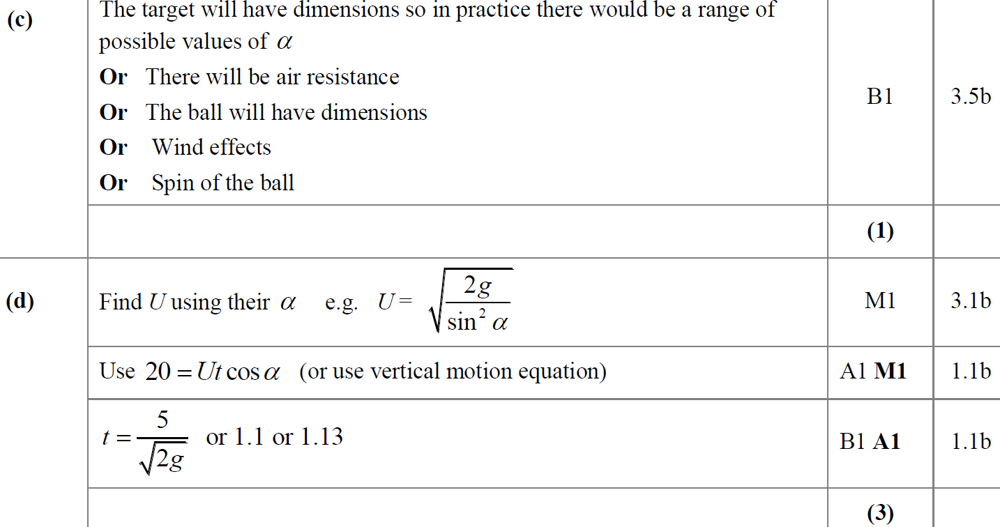 (c) The target will have dimensions so in practice there would be a range of
possible values of α
Or There will be air resistance
Or The ball will have dimensions B1 3.5b
Or Wind effects
Or Spin of the ball
(1)
(d) Find U using their α e.g. U = √(2g / sin² α) M1 3.1b
Use 20 = Ut cos α (or use vertical motion equation) A1 M1 1.1b
t = 5 / √(2g) or 1.1 or 1.13 B1 A1 1.1b
(3)